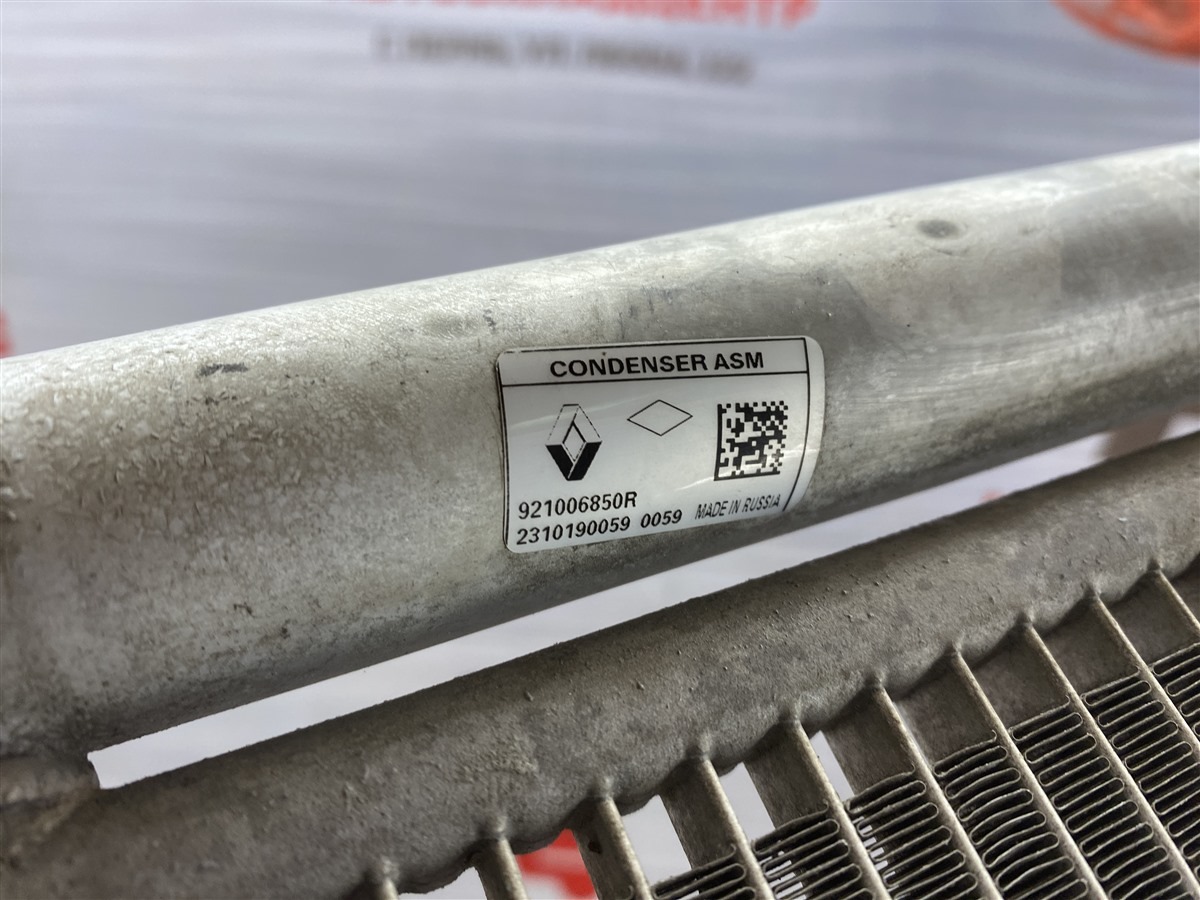 CONDENSER ASM
921006850R
2310190059 0059 MADE IN RUSSIA